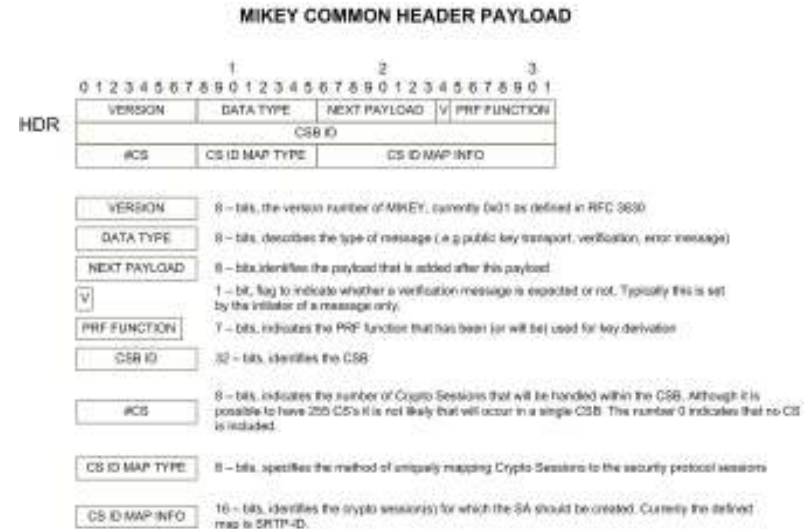 MIKEY COMMON HEADER PAYLOAD
1 2 3
0 1 2 3 4 5 6 7 8 9 0 1 2 3 4 5 6 7 8 9 0 1 2 3 4 5 6 7 8 9 0 1
HDR
VERSION DATA TYPE NEXT PAYLOAD V PRF FUNCTION
CSB ID
#CS CS ID MAP TYPE CS ID MAP INFO
VERSION 8 – bits, the version number of MIKEY, currently 0x01 as defined in RFC 3830
DATA TYPE 8 – bits, describes the type of message (.e.g public key transport, verification, error message)
NEXT PAYLOAD 8 – bits,identifies the payload that is added after this payload
V 1 – bit, flag to indicate whether a verification message is expected or not. Typically this is set
by the initiator of a message only.
PRF FUNCTION 7 – bits, indicates the PRF function that has been (or will be) used for key derivation
CSB ID 32 – bits, identifies the CSB
#CS 8 – bits, indicates the number of Crypto Sessions that will be handled within the CSB. Although it is
possible to have 255 CS's it is not likely that will occur in a single CSB. The number 0 indicates that no CS
is included.
CS ID MAP TYPE 8 – bits, specifies the method of uniquely mapping Crypto Sessions to the security protocol sessions
CS ID MAP INFO 16 – bits, identifies the crypto session(s) for which the SA should be created. Currenly the defined
map is SRTP-ID.